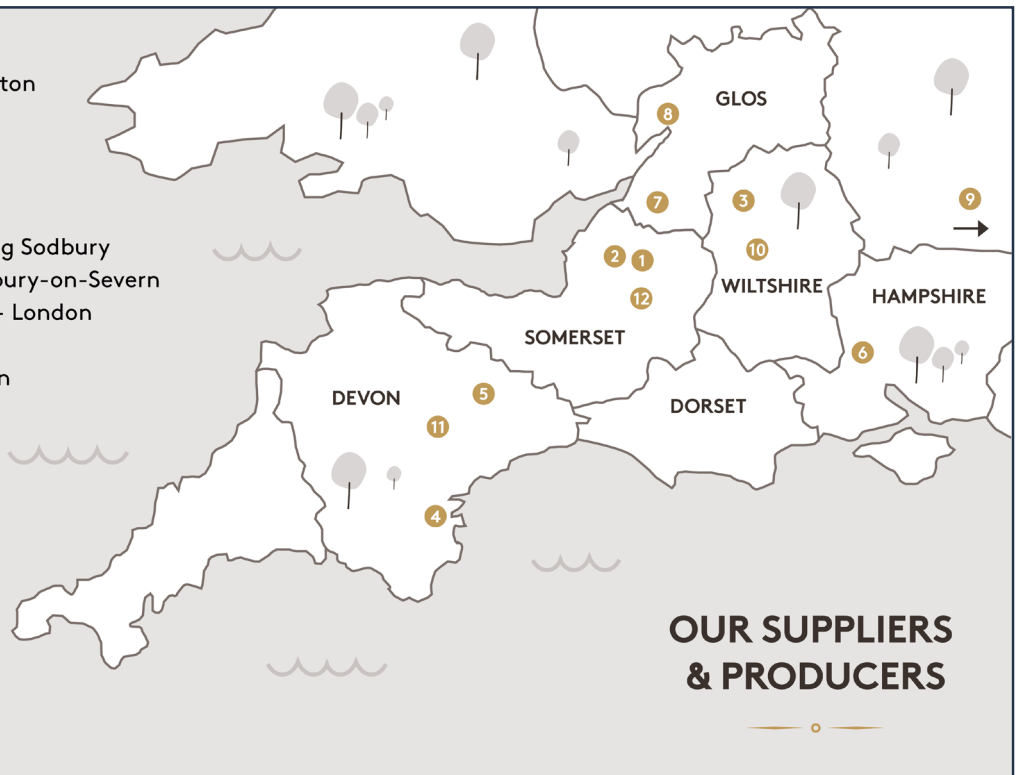 ton
g Sodbury
bury-on-Severn
- London
n
GLOS
8
7
3
9
2
1
10
WILTSHIRE
12
HAMPSHIRE
SOMERSET
6
DEVON
5
DORSET
11
4
OUR SUPPLIERS
& PRODUCERS